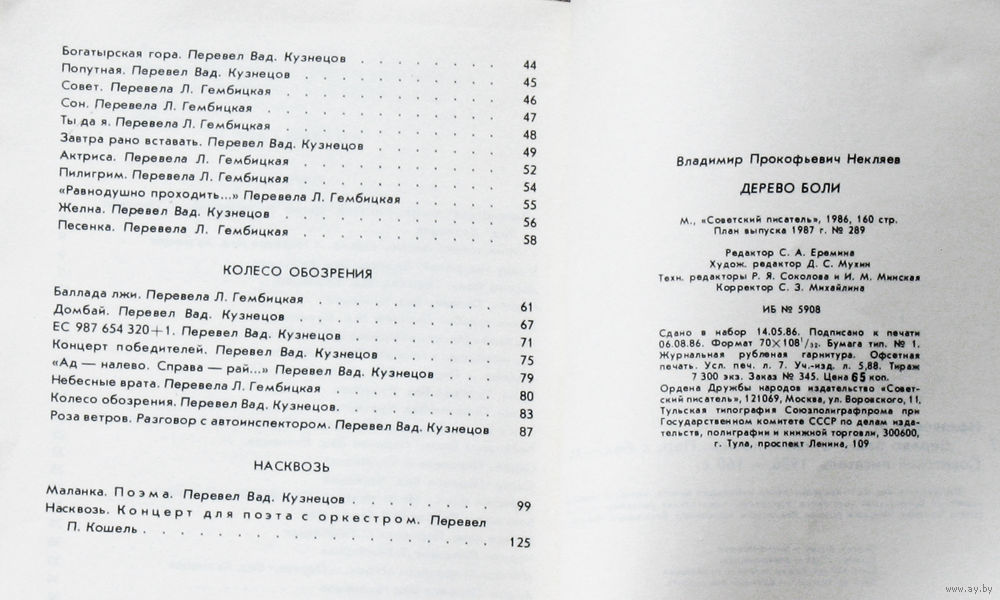 Богатырская гора. Перевел Вад. Кузнецов . . . . . . . . 44
Попутная. Перевел Вад. Кузнецов . . . . . . . . . . 45
Совет. Перевела Л. Гембицкая . . . . . . . . . . . 46
Сон. Перевела Л. Гембицкая . . . . . . . . . . . 47
Ты да я. Перевела Л. Гембицкая . . . . . . . . . . 48
Завтра рано вставать. Перевел Вад. Кузнецов . . . . . . . 49
Актриса. Перевела Л. Гембицкая . . . . . . . . . . 52
Пилигрим. Перевела Л. Гембицкая . . . . . . . . . . 54
«Равнодушно проходить...» Перевела Л. Гембицкая . . . . . 55
Желна. Перевел Вад. Кузнецов . . . . . . . . . . . 56
Песенка. Перевела Л. Гембицкая . . . . . . . . . . 58
КОЛЕСО ОБОЗРЕНИЯ
Баллада лжи. Перевела Л. Гембицкая . . . . . . . . . 61
Домбай. Перевел Вад. Кузнецов . . . . . . . . . . 67
ЕС 987 654 320+1. Перевел Вад. Кузнецов . . . . . . . . 71
Концерт победителей. Перевел Вад. Кузнецов . . . . . . . 75
«Ад — налево. Справа — рай...» Перевел Вад. Кузнецов . . . . 79
Небесные врата. Перевела Л. Гембицкая . . . . . . . . 80
Колесо обозрения. Перевел Вад. Кузнецов. . . . . . . . 83
Роза ветров. Разговор с автоинспектором. Перевел Вад. Кузнецов 87
НАСКВОЗЬ
Маланка. Поэма. Перевел Вад. Кузнецов . . . . . . . 99
Насквозь. Концерт для поэта с оркестром. Перевел
П. Кошель . . . . . . . . . . . . . . . . 125
Владимир Прокофьевич Некляев
ДЕРЕВО БОЛИ
М., «Советский писатель», 1986, 160 стр.
План выпуска 1987 г. № 289
Редактор С. А. Еремина
Худож. редактор Д. С. Мухин
Техн. редакторы Р. Я. Соколова и И. М. Минская
Корректор С. З. Михайлина
ИБ № 5908
Сдано в набор 14.05.86. Подписано к печати
06.08.86. Формат 70×108¹/₃₂. Бумага тип. № 1.
Журнальная рубленая гарнитура. Офсетная
печать. Усл. печ. л. 7. Уч.-изд. л. 5,88. Тираж
7 300 экз. Заказ № 345. Цена 65 коп.
Ордена Дружбы народов издательство «Совет-
ский писатель», 121069, Москва, ул. Воровского, 11.
Тульская типография Союзполиграфпрома при
Государственном комитете СССР по делам изда-
тельств, полиграфии и книжной торговли, 300600,
г. Тула, проспект Ленина, 109
www.ay.by